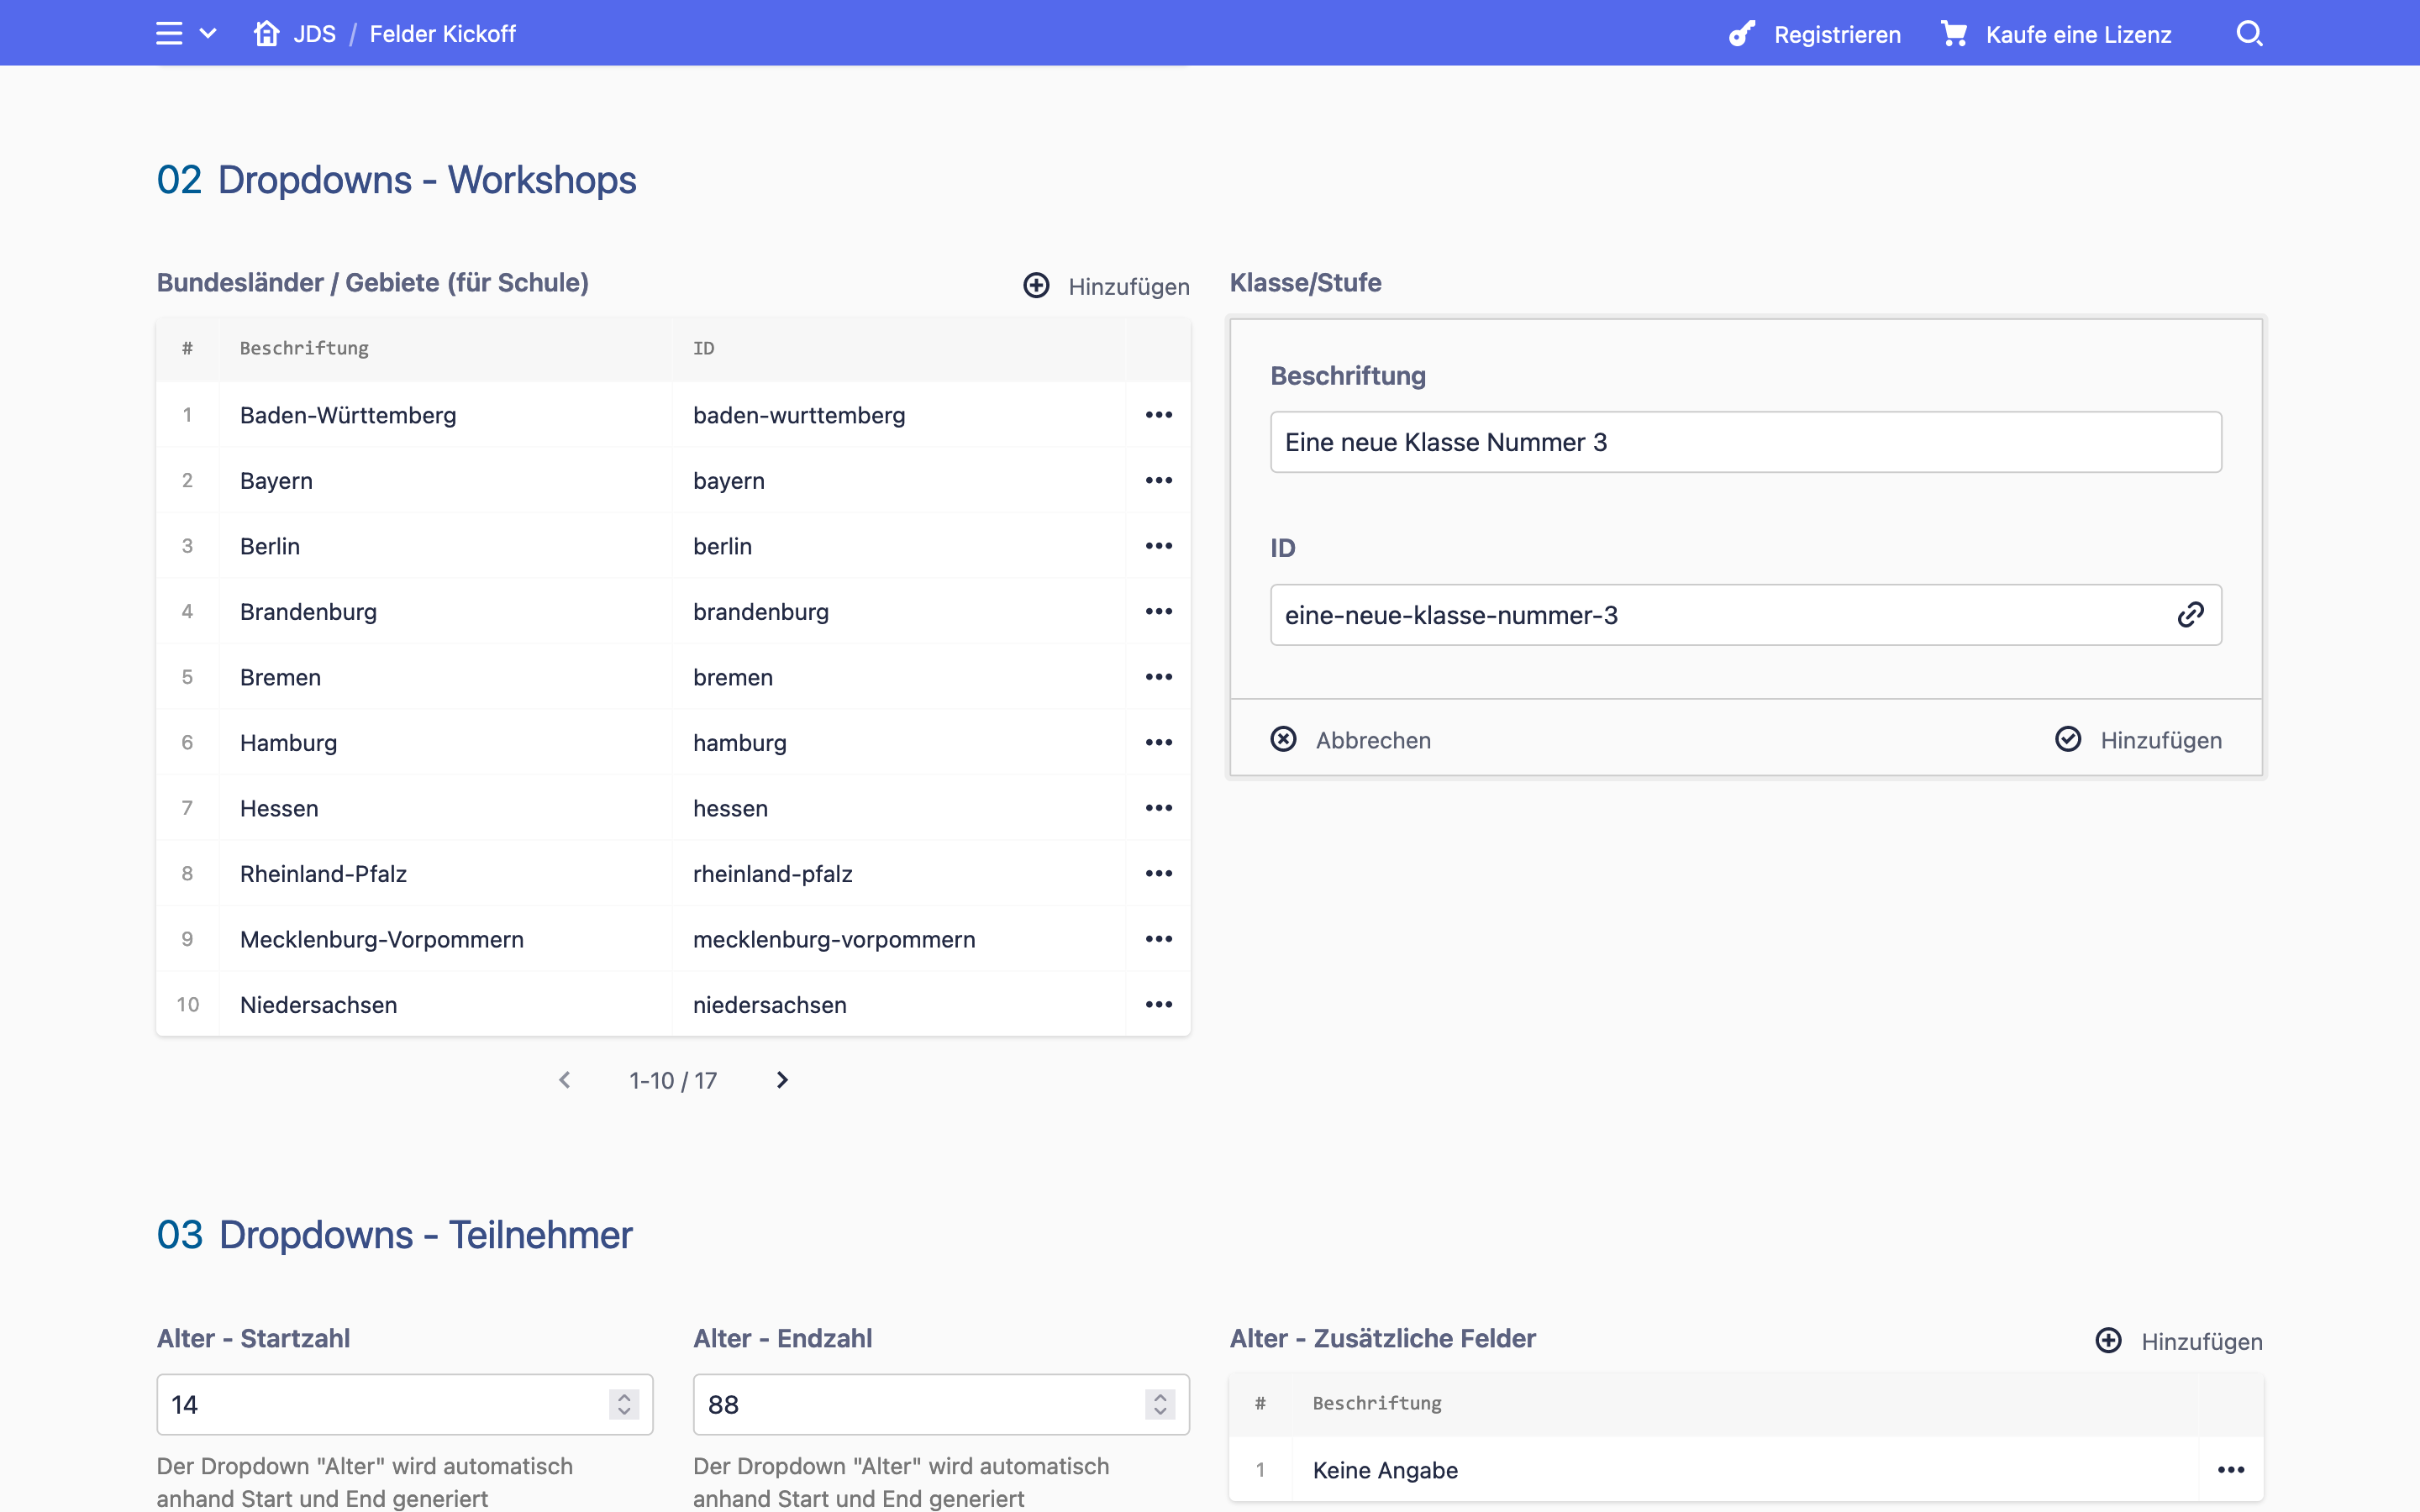 JDS / Felder Kickoff
Registrieren
Kaufe eine Lizenz
02 Dropdowns - Workshops
Bundesländer / Gebiete (für Schule)
Hinzufügen
# Beschriftung ID
1 Baden-Württemberg baden-wurttemberg
2 Bayern bayern
3 Berlin berlin
4 Brandenburg brandenburg
5 Bremen bremen
6 Hamburg hamburg
7 Hessen hessen
8 Rheinland-Pfalz rheinland-pfalz
9 Mecklenburg-Vorpommern mecklenburg-vorpommern
10 Niedersachsen niedersachsen
1-10 / 17
Klasse/Stufe
Beschriftung
Eine neue Klasse Nummer 3
ID
eine-neue-klasse-nummer-3
Abbrechen
Hinzufügen
03 Dropdowns - Teilnehmer
Alter - Startzahl
14
Der Dropdown "Alter" wird automatisch
anhand Start und End generiert
Alter - Endzahl
88
Der Dropdown "Alter" wird automatisch
anhand Start und End generiert
Alter - Zusätzliche Felder
Hinzufügen
# Beschriftung
1 Keine Angabe